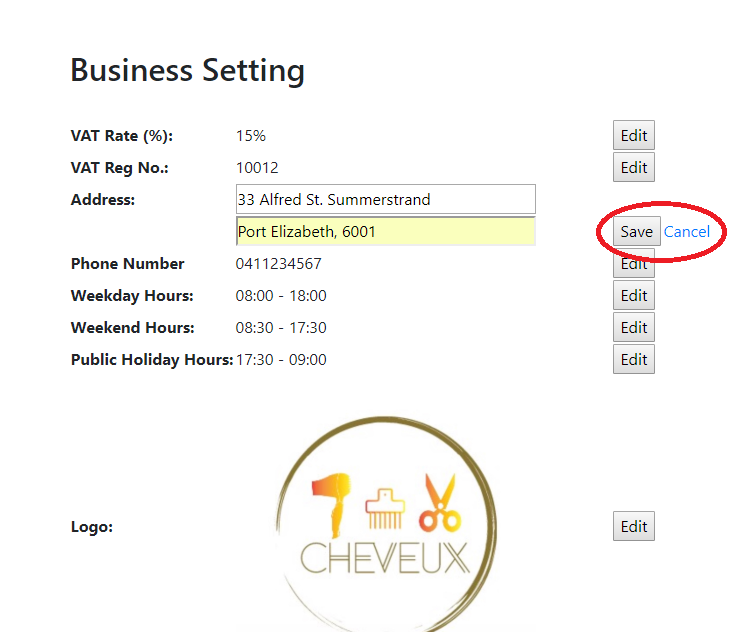 Business Setting
VAT Rate (%): 15% Edit
VAT Reg No.: 10012 Edit
Address: 33 Alfred St. Summerstrand
Port Elizabeth, 6001 Save Cancel
Phone Number 0411234567 Edit
Weekday Hours: 08:00 - 18:00 Edit
Weekend Hours: 08:30 - 17:30 Edit
Public Holiday Hours: 17:30 - 09:00 Edit
Logo: Edit
CHEVEUX